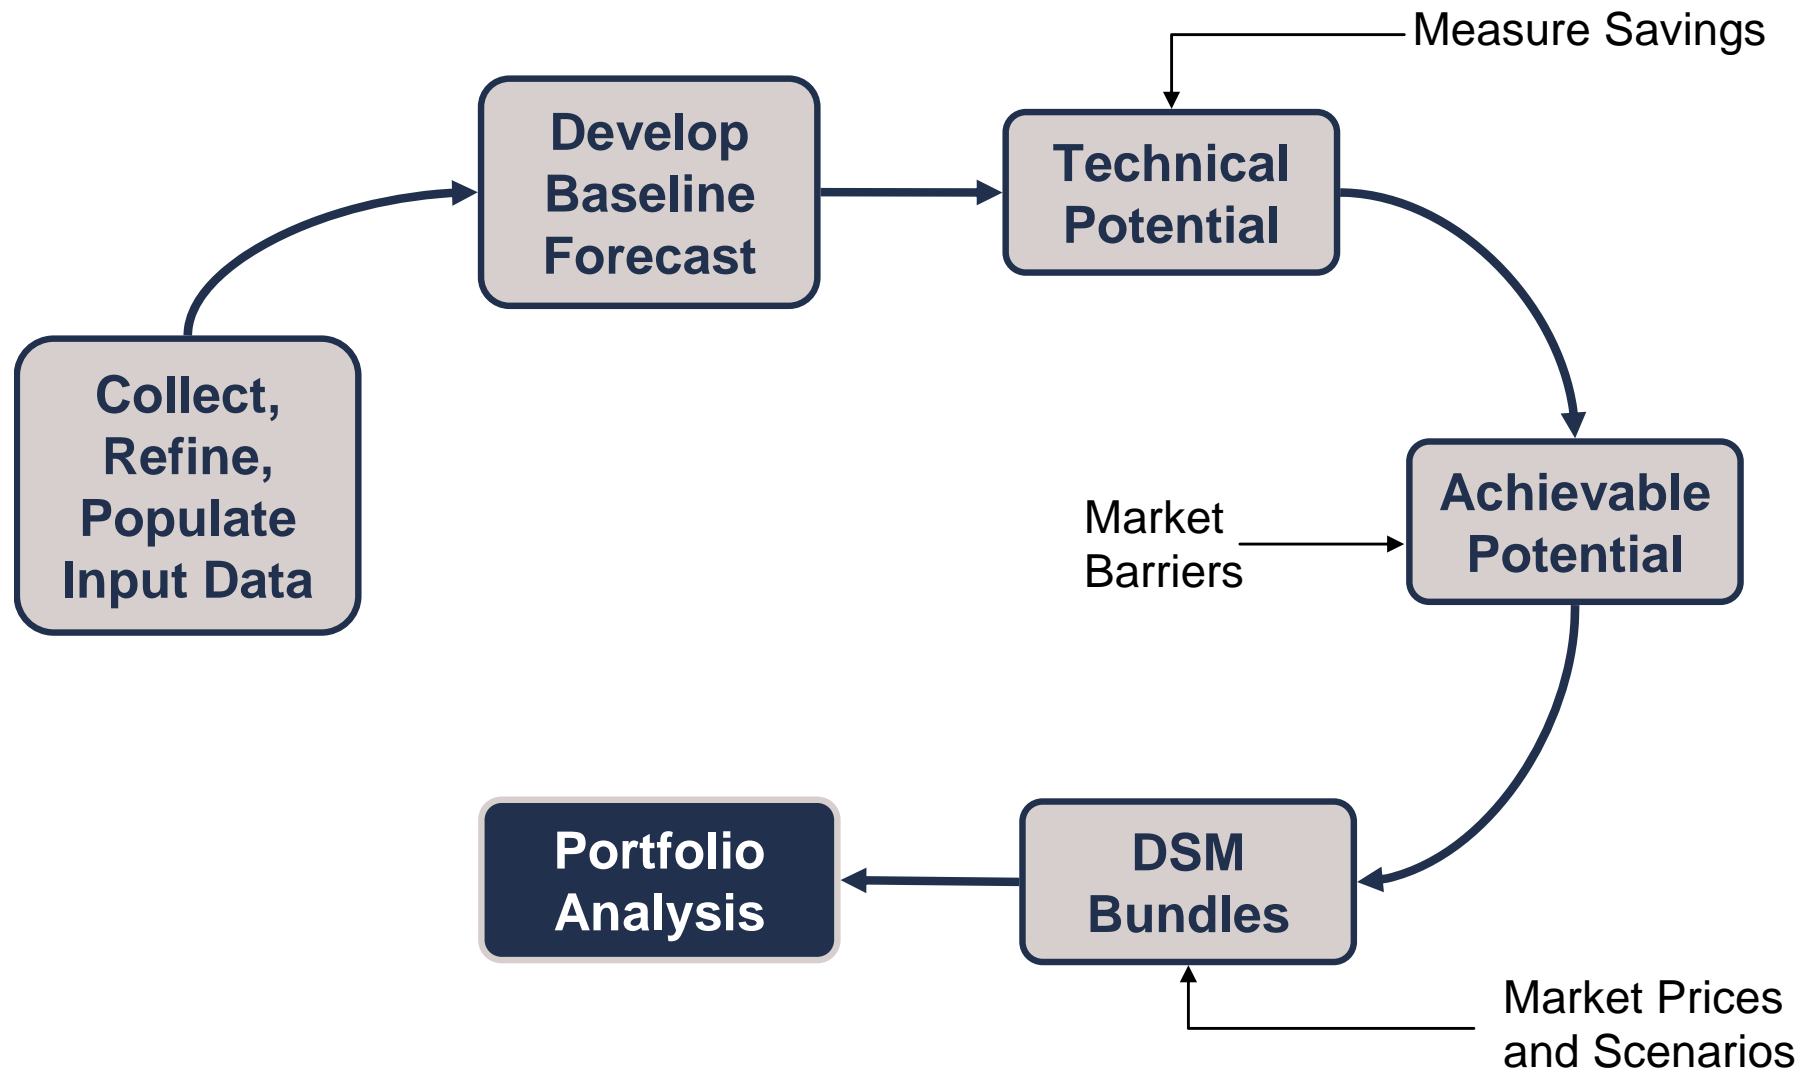 Measure Savings
Develop
Baseline
Forecast
Technical
Potential
Collect,
Refine,
Populate
Input Data
Market
Barriers
Achievable
Potential
Portfolio
Analysis
DSM
Bundles
Market Prices
and Scenarios